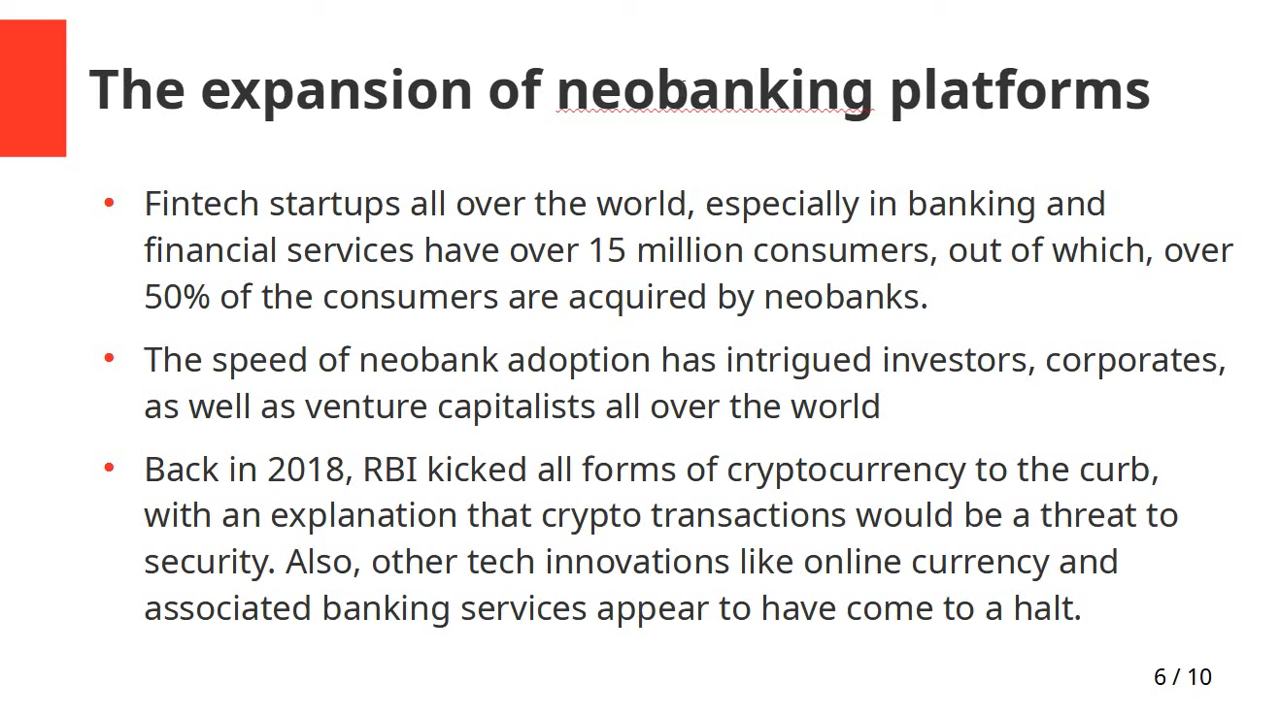 The expansion of neobanking platforms
• Fintech startups all over the world, especially in banking and
financial services have over 15 million consumers, out of which, over
50% of the consumers are acquired by neobanks.
• The speed of neobank adoption has intrigued investors, corporates,
as well as venture capitalists all over the world
• Back in 2018, RBI kicked all forms of cryptocurrency to the curb,
with an explanation that crypto transactions would be a threat to
security. Also, other tech innovations like online currency and
associated banking services appear to have come to a halt.
6 / 10